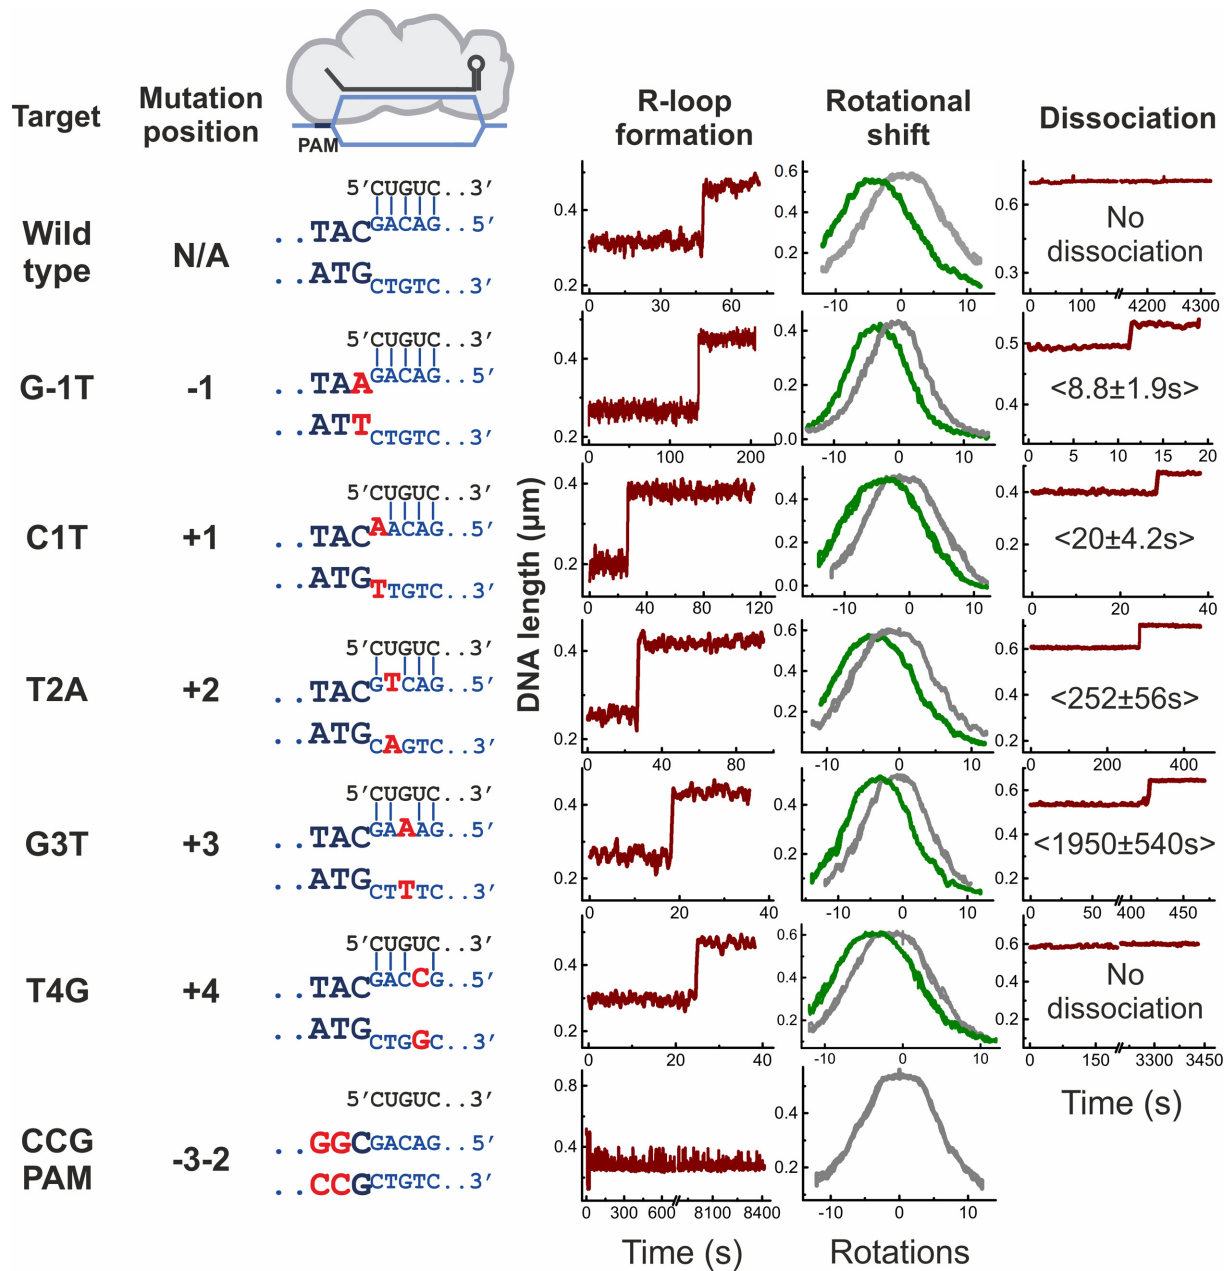 Target
Mutation
position
PAM
R-loop
formation
Rotational
shift
Dissociation
Wild
type
N/A
5′CUGUC..3′
..TACGACAG..5′
..ATGCTGTC..3′
0.4
0.2
0 30 60
0.6
0.4
0.2
-10 0 10
0.6
0.3
No
dissociation
0 100 4200 4300
G-1T
-1
5′CUGUC..3′
..TAAGACAG..5′
..ATTCTGTC..3′
0.4
0.2
0 100 200
0.4
0.2
0.0
-10 0 10
0.5
0.4
<8.8±1.9s>
0 5 10 15 20
C1T
+1
5′CUGUC..3′
..TACAACAG..5′
..ATGTTGTC..3′
0.4
0.2
0 40 80 120
0.4
0.2
0.0
-10 0 10
0.4
0.2
<20±4.2s>
0 20 40
T2A
+2
5′CUGUC..3′
..TACGTCAG..5′
..ATGCAGTC..3′
0.4
0.2
0 40 80
0.6
0.4
0.2
-10 0 10
0.6
0.4
0.2
<252±56s>
0 200 400
G3T
+3
5′CUGUC..3′
..TACGAAAG..5′
..ATGCTTTC..3′
0.4
0.2
0 20 40
0.4
0.2
-10 0 10
0.6
0.4
0.2
<1950±540s>
0 50 400 450
T4G
+4
5′CUGUC..3′
..TACGACCG..5′
..ATGCTGGC..3′
0.4
0.2
0 20 40
0.6
0.4
0.2
-10 0 10
0.6
0.4
0.2
No
dissociation
0 150 3300 3450
CCG
PAM
-3-2
5′CUGUC..3′
..GGCGACAG..5′
..CCGCTGTC..3′
0.8
0.4
0 300 600 8100 8400
0.4
0.2
-10 0 10
DNA length (μm)
Time (s)
Rotations
Time (s)